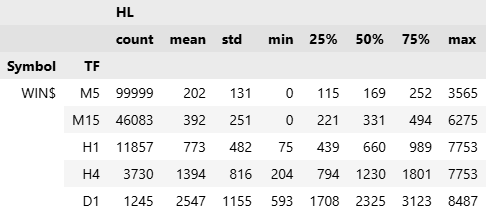 HL
count mean std min 25% 50% 75% max
Symbol TF
WIN$ M5 99999 202 131 0 115 169 252 3565
M15 46083 392 251 0 221 331 494 6275
H1 11857 773 482 75 439 660 989 7753
H4 3730 1394 816 204 794 1230 1801 7753
D1 1245 2547 1155 593 1708 2325 3123 8487